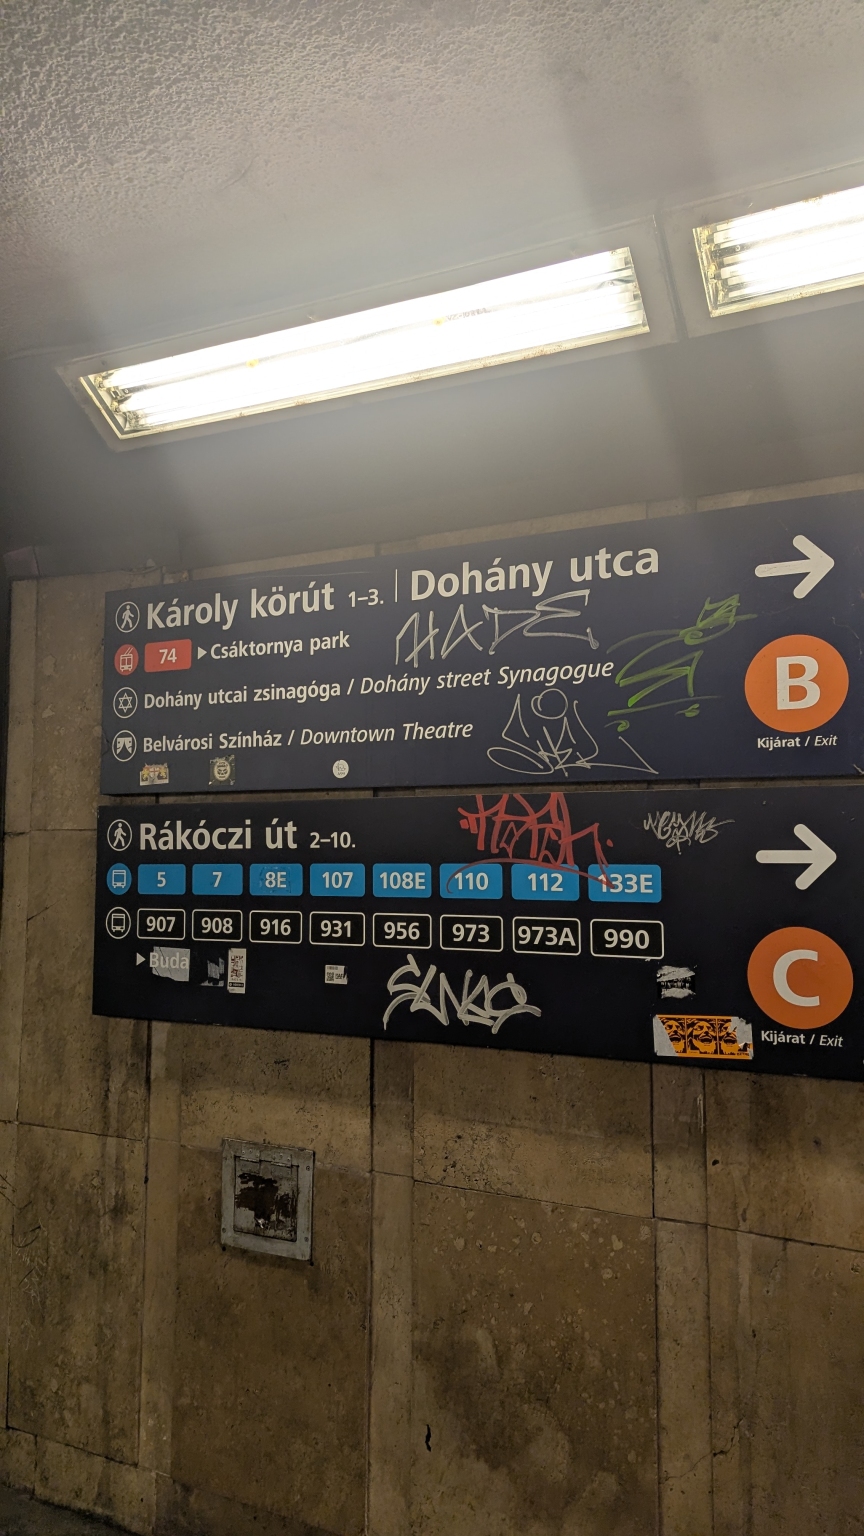 Károly körút 1–3. | Dohány utca
74 Csáktornya park
Dohány utcai zsinagóga / Dohány street Synagogue
Belvárosi Színház / Downtown Theatre
B
Kijárat / Exit
Rákóczi út 2–10.
5 7 8E 107 108E 110 112 133E
907 908 916 931 956 973 973A 990
Buda
C
Kijárat / Exit